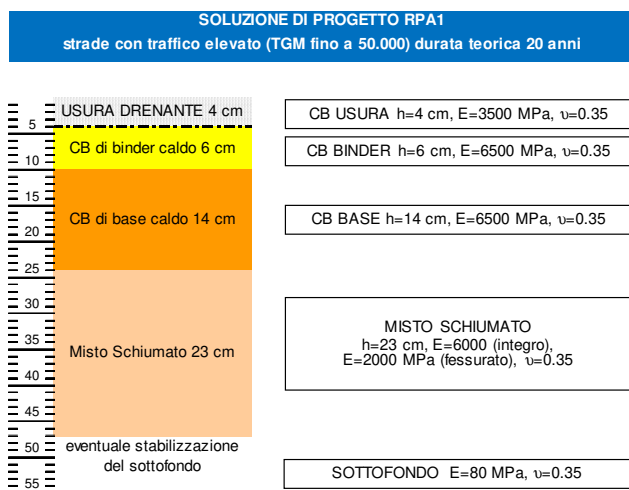 SOLUZIONE DI PROGETTO RPA1
strade con traffico elevato (TGM fino a 50.000) durata teorica 20 anni
5
10
15
20
25
30
35
40
45
50
55
USURA DRENANTE 4 cm
CB di binder caldo 6 cm
CB di base caldo 14 cm
Misto Schiumato 23 cm
eventuale stabilizzazione
del sottofondo
CB USURA h=4 cm, E=3500 MPa, υ=0.35
CB BINDER h=6 cm, E=6500 MPa, υ=0.35
CB BASE h=14 cm, E=6500 MPa, υ=0.35
MISTO SCHIUMATO
h=23 cm, E=6000 (integro),
E=2000 MPa (fessurato), υ=0.35
SOTTOFONDO E=80 MPa, υ=0.35